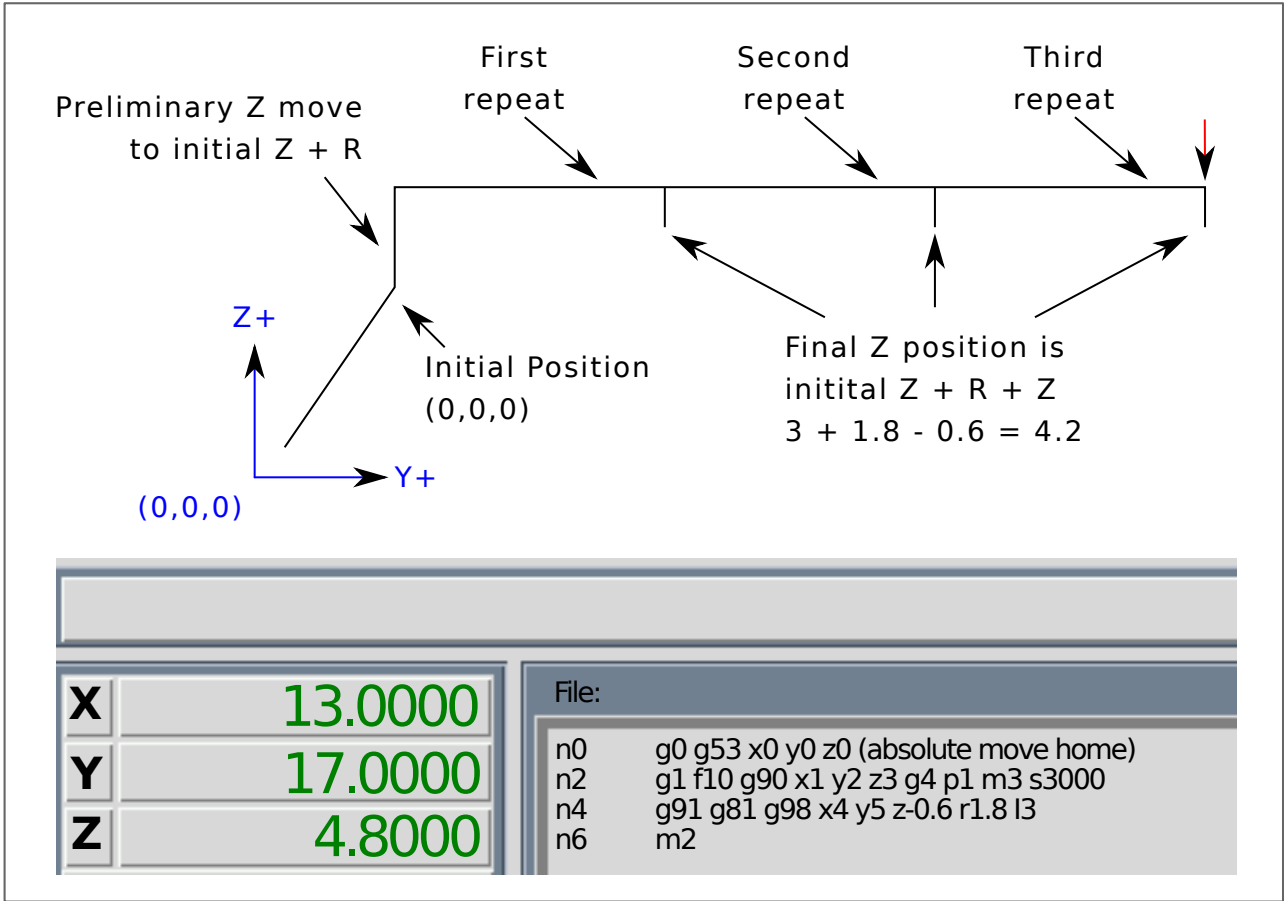 First
repeat
Second
repeat
Third
repeat
Preliminary Z move
to initial Z + R
Z+
Initial Position
(0,0,0)
Final Z position is
initital Z + R + Z
3 + 1.8 - 0.6 = 4.2
Y+
(0,0,0)
X 13.0000
Y 17.0000
Z 4.8000
File:
n0 g0 g53 x0 y0 z0 (absolute move home)
n2 g1 f10 g90 x1 y2 z3 g4 p1 m3 s3000
n4 g91 g81 g98 x4 y5 z-0.6 r1.8 l3
n6 m2